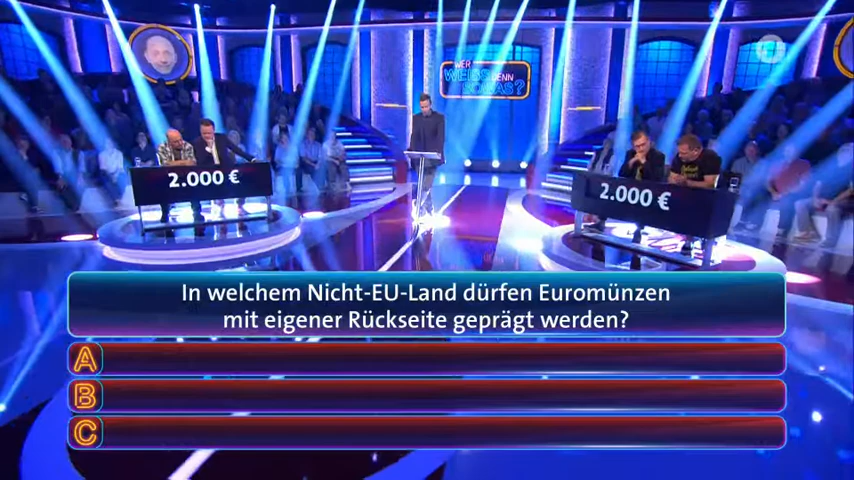 WER
WEISS DENN
SOWAS?
2.000 €
2.000 €
In welchem Nicht-EU-Land dürfen Euromünzen
mit eigener Rückseite geprägt werden?
A
B
C